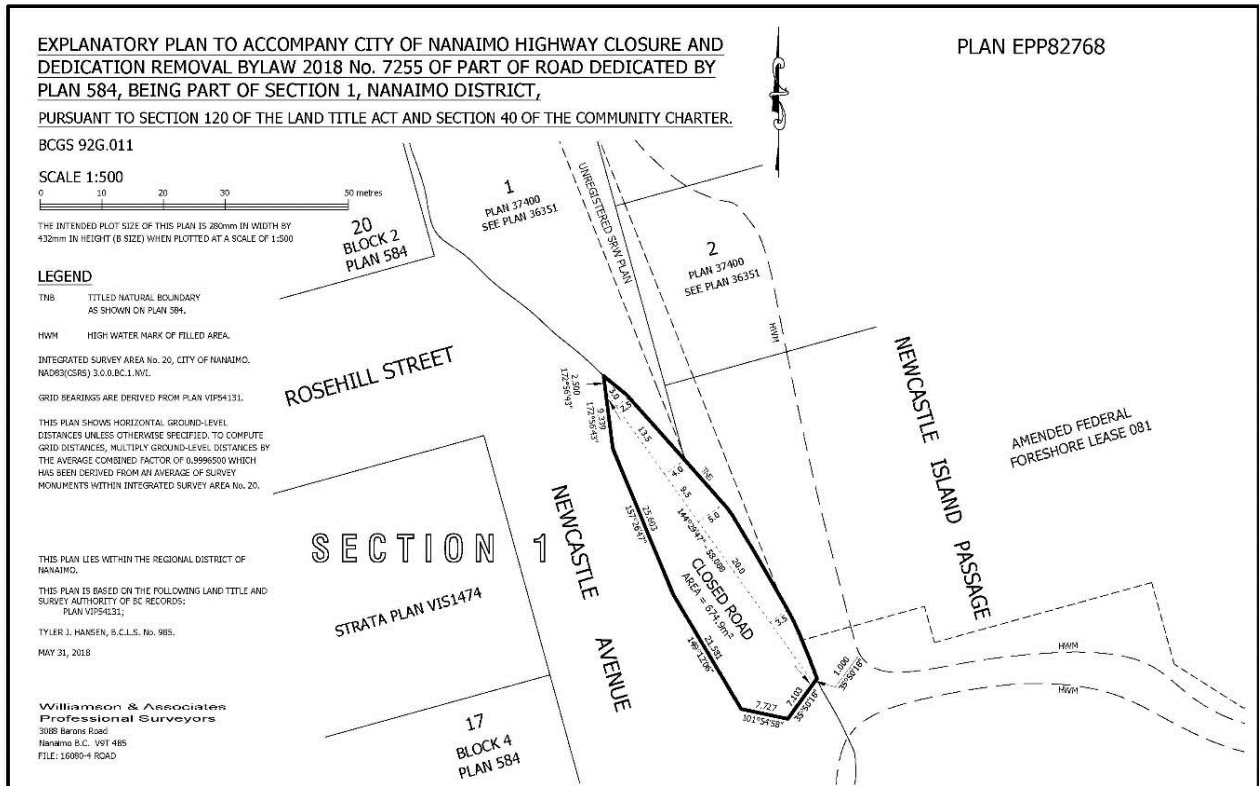 EXPLANATORY PLAN TO ACCOMPANY CITY OF NANAIMO HIGHWAY CLOSURE AND
DEDICATION REMOVAL BYLAW 2018 No. 7255 OF PART OF ROAD DEDICATED BY
PLAN 584, BEING PART OF SECTION 1, NANAIMO DISTRICT,
PURSUANT TO SECTION 120 OF THE LAND TITLE ACT AND SECTION 40 OF THE COMMUNITY CHARTER.
PLAN EPP82768
BCGS 92G.011
SCALE 1:500
0 10 20 30 50 metres
THE INTENDED PLOT SIZE OF THIS PLAN IS 280mm IN WIDTH BY
432mm IN HEIGHT (B SIZE) WHEN PLOTTED AT A SCALE OF 1:500
LEGEND
TNB TITLED NATURAL BOUNDARY
AS SHOWN ON PLAN 584.
HWM HIGH WATER MARK OF FILLED AREA.
INTEGRATED SURVEY AREA No. 20, CITY OF NANAIMO.
NAD83(CSRS) 3.0.0.BC.1.NVI.
GRID BEARINGS ARE DERIVED FROM PLAN VIP54131.
THIS PLAN SHOWS HORIZONTAL GROUND-LEVEL
DISTANCES UNLESS OTHERWISE SPECIFIED. TO COMPUTE
GRID DISTANCES, MULTIPLY GROUND-LEVEL DISTANCES BY
THE AVERAGE COMBINED FACTOR OF 0.9996500 WHICH
HAS BEEN DERIVED FROM AN AVERAGE OF SURVEY
MONUMENTS WITHIN INTEGRATED SURVEY AREA No. 20.
THIS PLAN LIES WITHIN THE REGIONAL DISTRICT OF
NANAIMO.
THIS PLAN IS BASED ON THE FOLLOWING LAND TITLE AND
SURVEY AUTHORITY OF BC RECORDS:
PLAN VIP54131;
TYLER J. HANSEN, B.C.L.S. No. 985.
MAY 31, 2018
Williamson & Associates
Professional Surveyors
3088 Barons Road
Nanaimo B.C. V9T 4B5
FILE: 16080-4 ROAD
20
BLOCK 2
PLAN 584
1
PLAN 37400
SEE PLAN 36351
UNREGISTERED SRW PLAN
2
PLAN 37400
SEE PLAN 36351
HWM
ROSEHILL STREET
NEWCASTLE ISLAND PASSAGE
AMENDED FEDERAL
FORESHORE LEASE 081
2.500
172°56'43"
9.339
172°56'43"
3.0
2.5
13.5
TNB
4.9
9.5
144°29'47"
5.9
20.0
3.5
25.603
157°26'47"
CLOSED ROAD
AREA = 674.9m²
21.581
149°12'06"
7.727
101°54'58"
7.103
35°50'18"
1.000
35°50'18"
SECTION 1
STRATA PLAN VIS1474
NEWCASTLE AVENUE
17
BLOCK 4
PLAN 584
HWM
HWM